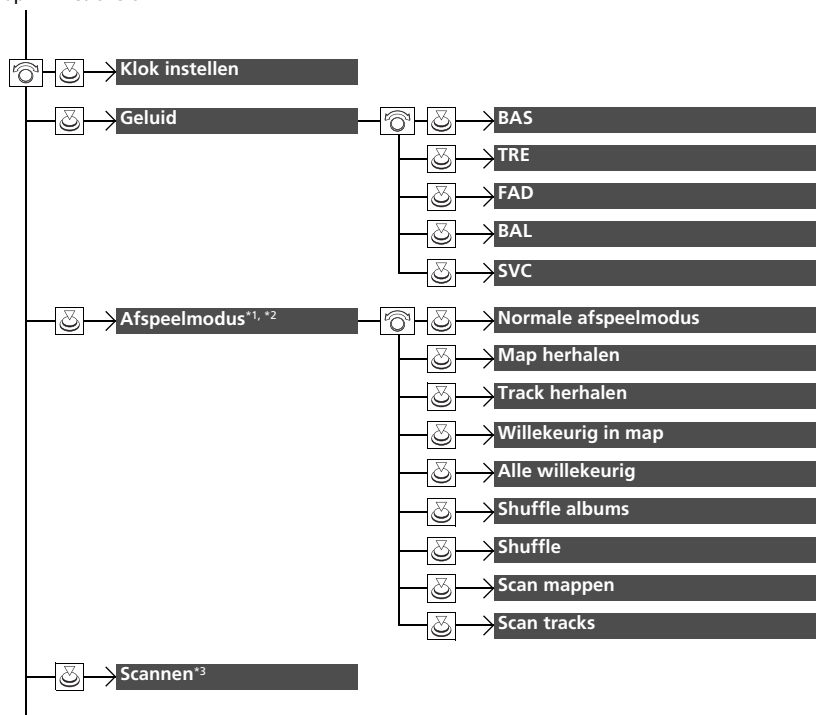 Klok instellen
Geluid
BAS
TRE
FAD
BAL
SVC
Afspeelmodus*1, *2
Normale afspeelmodus
Map herhalen
Track herhalen
Willekeurig in map
Alle willekeurig
Shuffle albums
Shuffle
Scan mappen
Scan tracks
Scannen*3